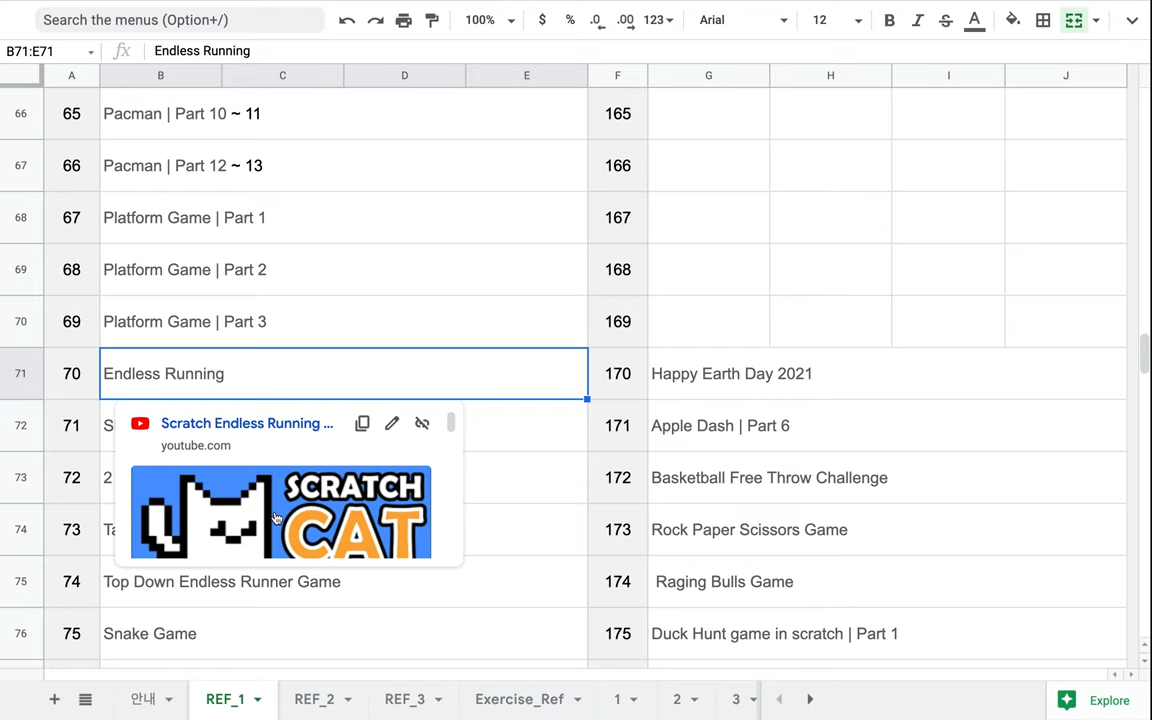 Search the menus (Option+/) 100% $ % .0 .00 123 Arial 12 B I S A
B71:E71 fx Endless Running
A B C D E F G H I J
66 65 Pacman | Part 10 ~ 11 165
67 66 Pacman | Part 12 ~ 13 166
68 67 Platform Game | Part 1 167
69 68 Platform Game | Part 2 168
70 69 Platform Game | Part 3 169
71 70 Endless Running 170 Happy Earth Day 2021
72 71 S 171 Apple Dash | Part 6
Scratch Endless Running ...
youtube.com
73 72 2 172 Basketball Free Throw Challenge
SCRATCH
CAT
74 73 Ta 173 Rock Paper Scissors Game
75 74 Top Down Endless Runner Game 174 Raging Bulls Game
76 75 Snake Game 175 Duck Hunt game in scratch | Part 1
안내 REF_1 REF_2 REF_3 Exercise_Ref 1 2 3 Explore